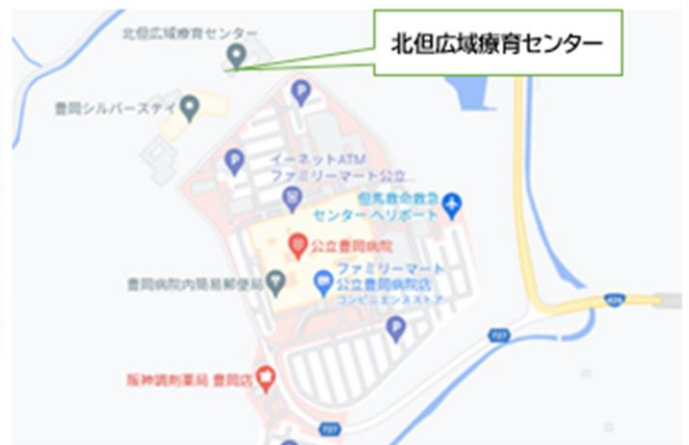 北但広域療育センター
北但広域療育センター
豊岡シルバーステイ
P
P
イーネットATM
ファミリーマート公立...
但馬救命救急
センター ヘリポート
公立豊岡病院
ファミリーマート
公立豊岡病院店
コンビニエンスストア
豊岡病院内簡易郵便局
P
426
727
阪神調剤薬局 豊岡店
727